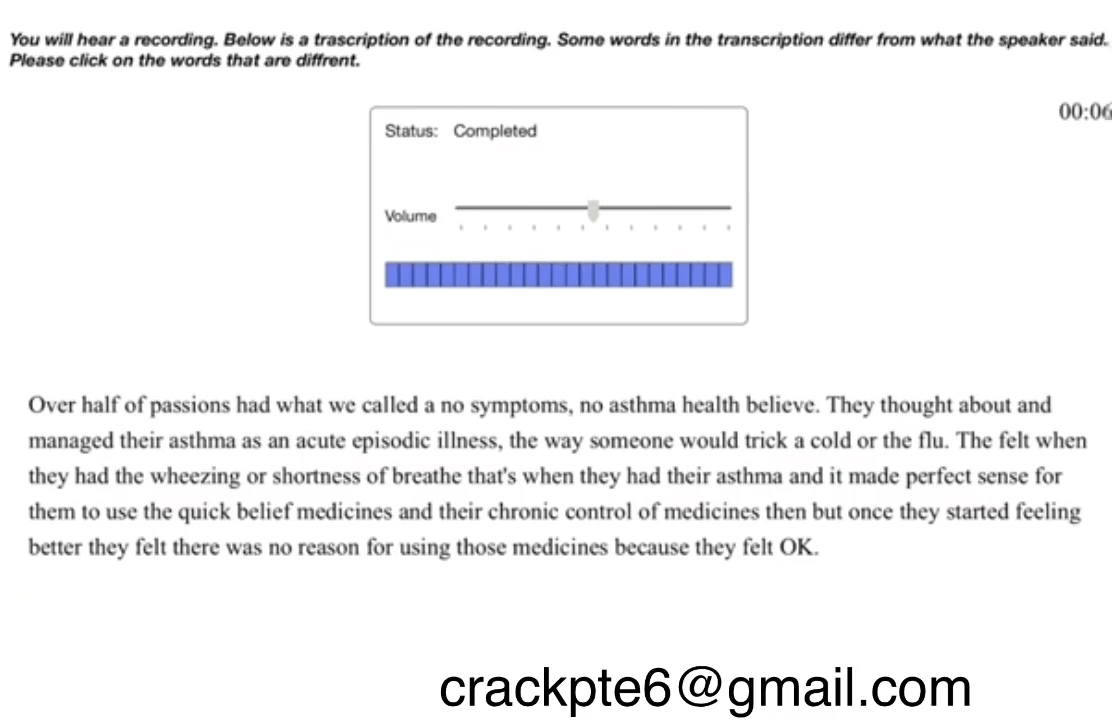 You will hear a recording. Below is a trascription of the recording. Some words in the transcription differ from what the speaker said.
Please click on the words that are diffrent.
00:06
Status: Completed
Volume
Over half of passions had what we called a no symptoms, no asthma health believe. They thought about and
managed their asthma as an acute episodic illness, the way someone would trick a cold or the flu. The felt when
they had the wheezing or shortness of breathe that's when they had their asthma and it made perfect sense for
them to use the quick belief medicines and their chronic control of medicines then but once they started feeling
better they felt there was no reason for using those medicines because they felt OK.
crackpte6@gmail.com